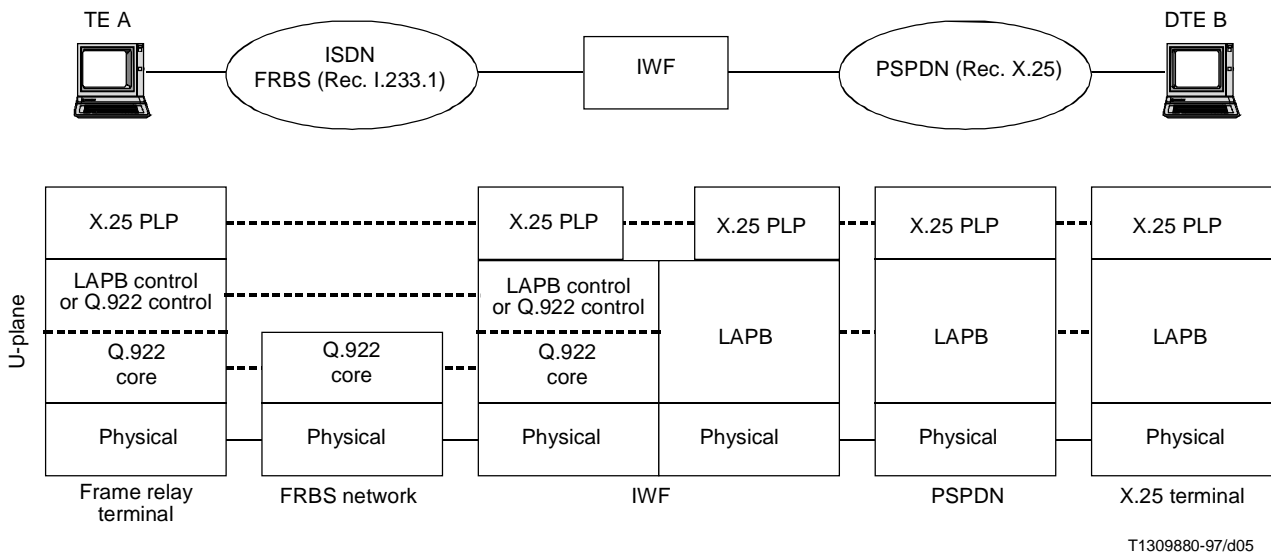 TE A
DTE B
ISDN
FRBS (Rec. I.233.1)
IWF
PSPDN (Rec. X.25)
U-plane
X.25 PLP
X.25 PLP
X.25 PLP
X.25 PLP
X.25 PLP
LAPB control
or Q.922 control
LAPB control
or Q.922 control
LAPB
LAPB
LAPB
Q.922
core
Q.922
core
Q.922
core
Physical
Physical
Physical
Physical
Physical
Physical
Frame relay
terminal
FRBS network
IWF
PSPDN
X.25 terminal
T1309880-97/d05